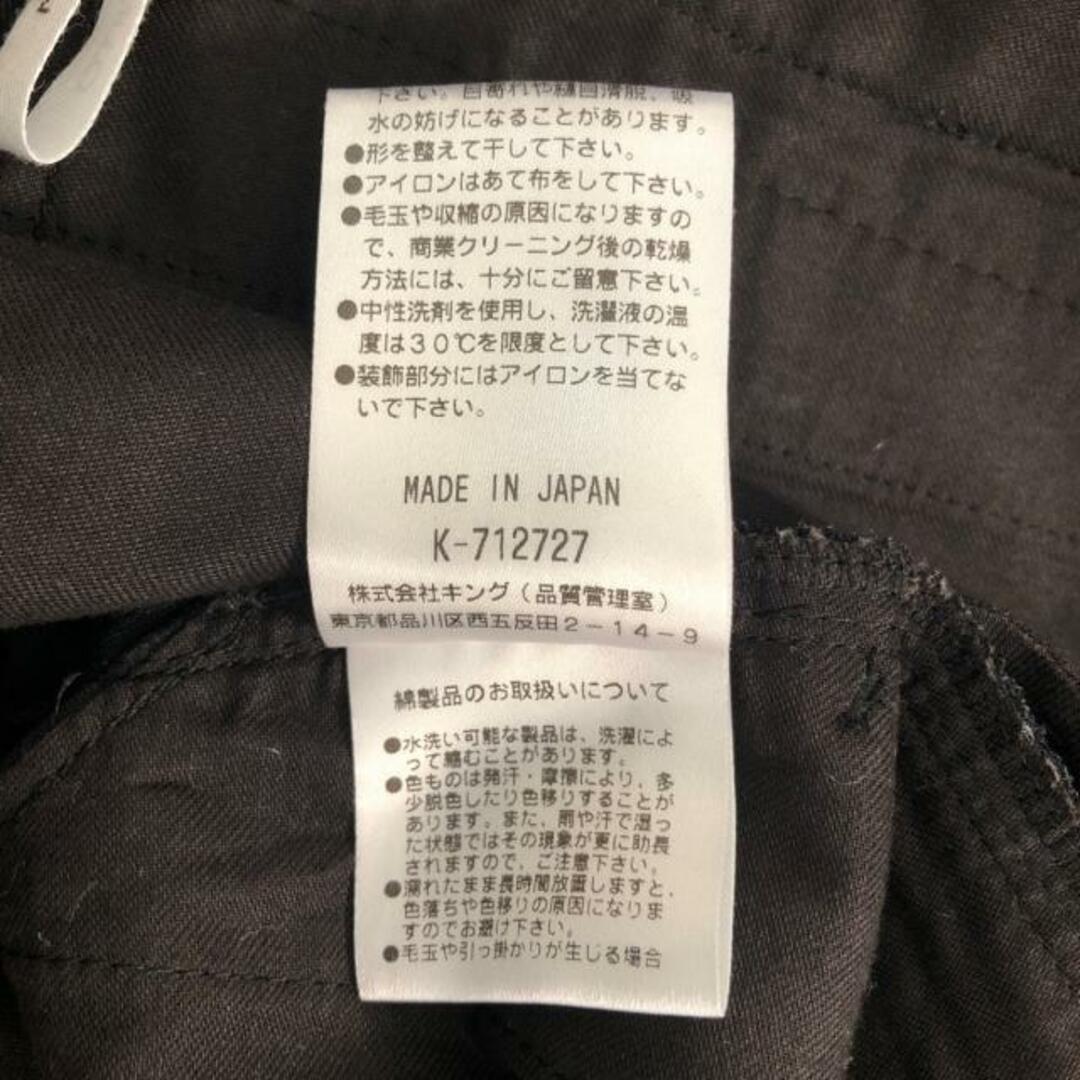 2
下さい。目寄れや縫目滑脱、吸
水の妨げになることがあります。
●形を整えて干して下さい。
●アイロンはあて布をして下さい。
●毛玉や収縮の原因になりますの
で、商業クリーニング後の乾燥
方法には、十分にご留意下さい。
●中性洗剤を使用し、洗濯液の温
度は30℃を限度として下さい。
●装飾部分にはアイロンを当てな
いで下さい。
MADE IN JAPAN
K-712727
株式会社キング(品質管理室)
東京都品川区西五反田2-14-9
綿製品のお取扱いについて
●水洗い可能な製品は、洗濯によ
って縮むことがあります。
●色ものは発汗・摩擦により、多
少脱色したり色移りすることが
あります。また、雨や汗で湿っ
た状態ではその現象が更に助長
されますので、ご注意下さい。
●濡れたまま長時間放置しますと、
色落ちや色移りの原因になりま
すのでお避け下さい。
●毛玉や引っ掛かりが生じる場合